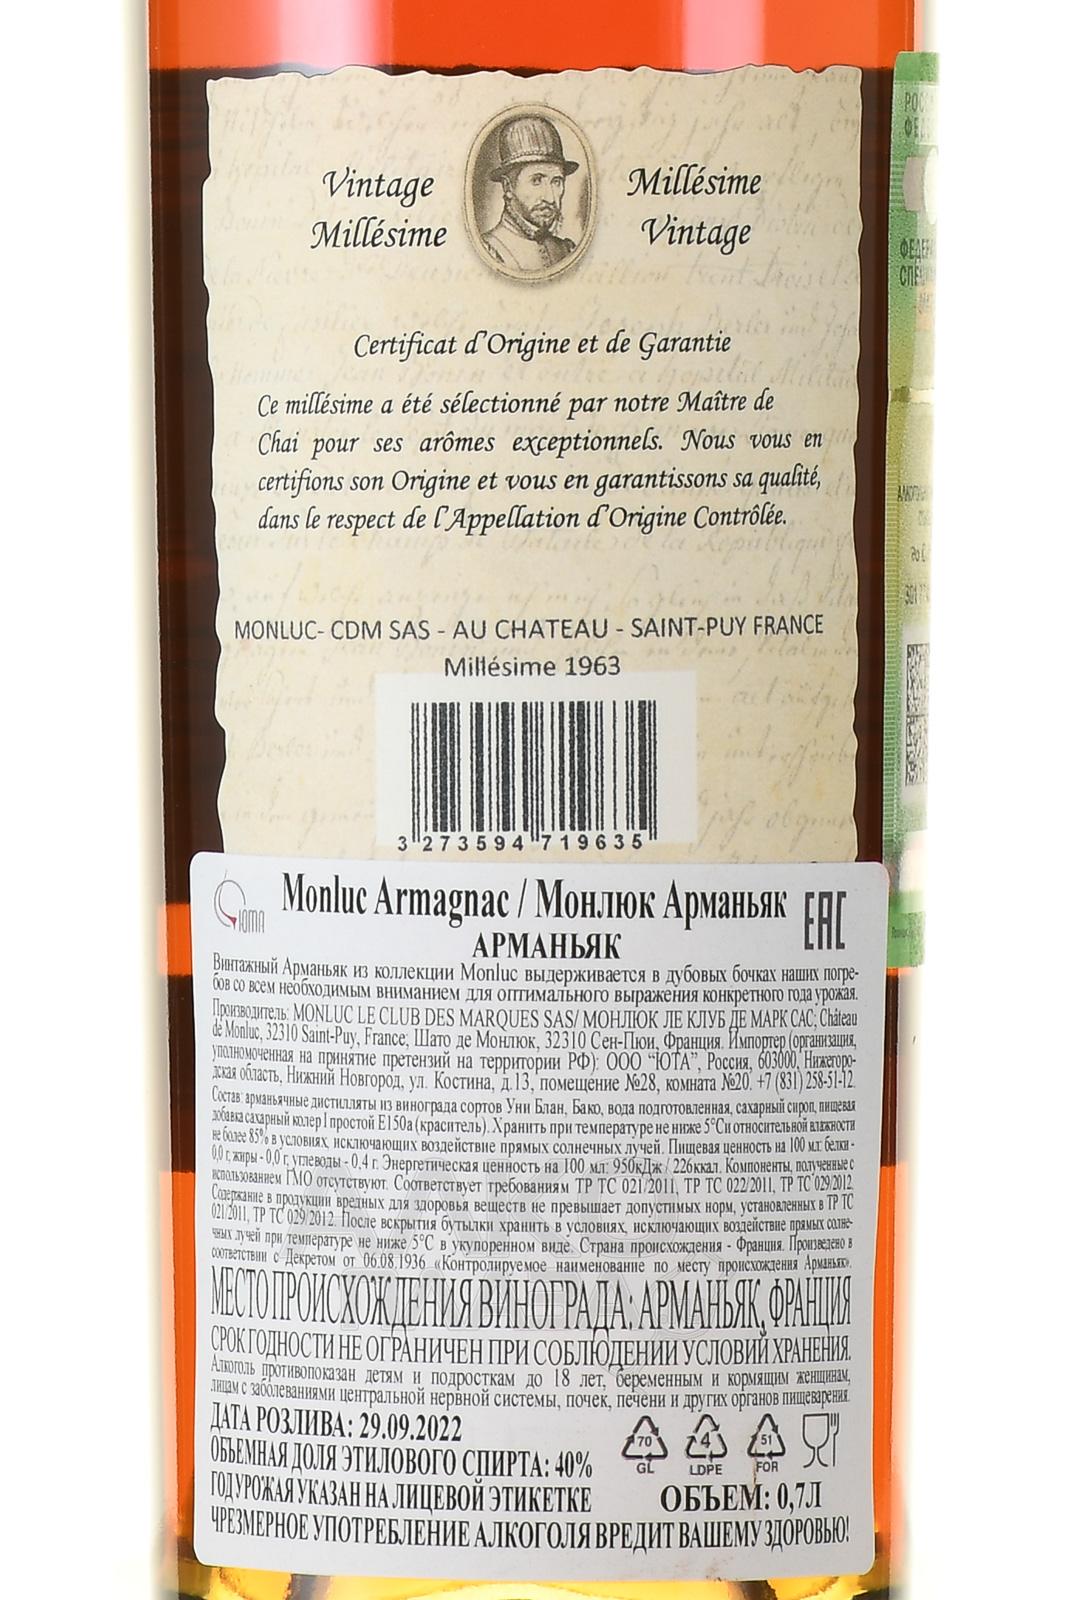 Vintage
Millésime
Millésime
Vintage
Certificat d'Origine et de Garantie
Ce millésime a été sélectionné par notre Maître de
Chai pour ses arômes exceptionnels. Nous vous en
certifions son Origine et vous en garantissons sa qualité,
dans le respect de l'Appellation d'Origine Contrôlée.
MONLUC- CDM SAS - AU CHATEAU - SAINT-PUY FRANCE
Millésime 1963
3 273594 719635
ЮТА
Monluc Armagnac / Монлюк Арманьяк
EAC
АРМАНЬЯК
Винтажный Арманьяк из коллекции Monluc выдерживается в дубовых бочках наших погре-
бов со всем необходимым вниманием для оптимального выражения конкретного года урожая.
Производитель: MONLUC LE CLUB DES MARQUES SAS/ МОНЛЮК ЛЕ КЛУБ ДЕ МАРК САС; Château
de Monluc, 32310 Saint-Puy, France; Шато де Монлюк, 32310 Сен-Пюи, Франция. Импортер (организация,
уполномоченная на принятие претензий на территории РФ): ООО "ЮТА", Россия, 603000, Нижегоро-
дская область, Нижний Новгород, ул. Костина, д.13, помещение №28, комната №20. +7 (831) 258-51-12.
Состав: арманьячные дистилляты из винограда сортов Уни Блан, Бако, вода подготовленная, сахарный сироп, пищевая
добавка сахарный колер I простой Е150а (краситель). Хранить при температуре не ниже 5°С и относительной влажности
не более 85% в условиях, исключающих воздействие прямых солнечных лучей. Пищевая ценность на 100 мл: белки -
0,0 г, жиры - 0,0 г, углеводы - 0,4 г. Энергетическая ценность на 100 мл: 950кДж / 226ккал. Компоненты, полученные с
использованием ГМО отсутствуют. Соответствует требованиям ТР ТС 021/2011, ТР ТС 022/2011, ТР ТС 029/2012.
Содержание в продукции вредных для здоровья веществ не превышает допустимых норм, установленных в ТР ТС
021/2011, ТР ТС 029/2012. После вскрытия бутылки хранить в условиях, исключающих воздействие прямых солне-
чных лучей при температуре не ниже 5°С в укупоренном виде. Страна происхождения - Франция. Произведено в
соответствии с Декретом от 06.08.1936 «Контролируемое наименование по месту происхождения Арманьяк».
МЕСТО ПРОИСХОЖДЕНИЯ ВИНОГРАДА: АРМАНЬЯК, ФРАНЦИЯ
СРОК ГОДНОСТИ НЕ ОГРАНИЧЕН ПРИ СОБЛЮДЕНИИ УСЛОВИЙ ХРАНЕНИЯ.
Алкоголь противопоказан детям и подросткам до 18 лет, беременным и кормящим женщинам,
лицам с заболеваниями центральной нервной системы, почек, печени и других органов пищеварения.
ДАТА РОЗЛИВА: 29.09.2022
ОБЪЕМНАЯ ДОЛЯ ЭТИЛОВОГО СПИРТА: 40%
70
GL
4
LDPE
51
FOR
ГОД УРОЖАЯ УКАЗАН НА ЛИЦЕВОЙ ЭТИКЕТКЕ
ОБЪЕМ: 0,7Л
ЧРЕЗМЕРНОЕ УПОТРЕБЛЕНИЕ АЛКОГОЛЯ ВРЕДИТ ВАШЕМУ ЗДОРОВЬЮ!